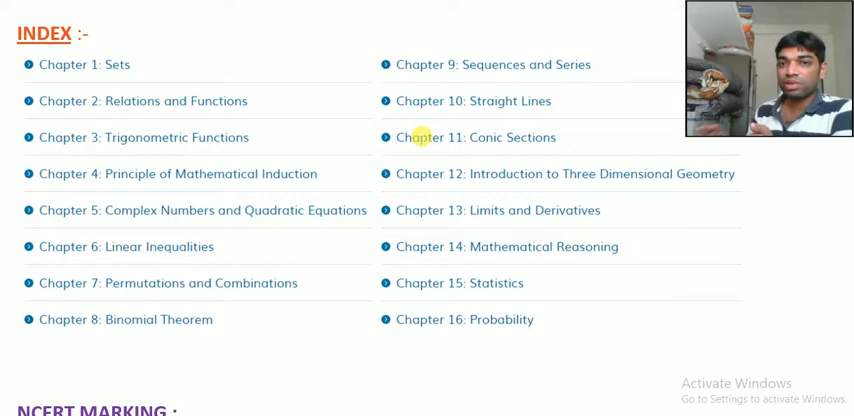 INDEX :-
Chapter 1: Sets
Chapter 2: Relations and Functions
Chapter 3: Trigonometric Functions
Chapter 4: Principle of Mathematical Induction
Chapter 5: Complex Numbers and Quadratic Equations
Chapter 6: Linear Inequalities
Chapter 7: Permutations and Combinations
Chapter 8: Binomial Theorem
Chapter 9: Sequences and Series
Chapter 10: Straight Lines
Chapter 11: Conic Sections
Chapter 12: Introduction to Three Dimensional Geometry
Chapter 13: Limits and Derivatives
Chapter 14: Mathematical Reasoning
Chapter 15: Statistics
Chapter 16: Probability
Activate Windows
Go to Settings to activate Windows.
NCERT MARKING :